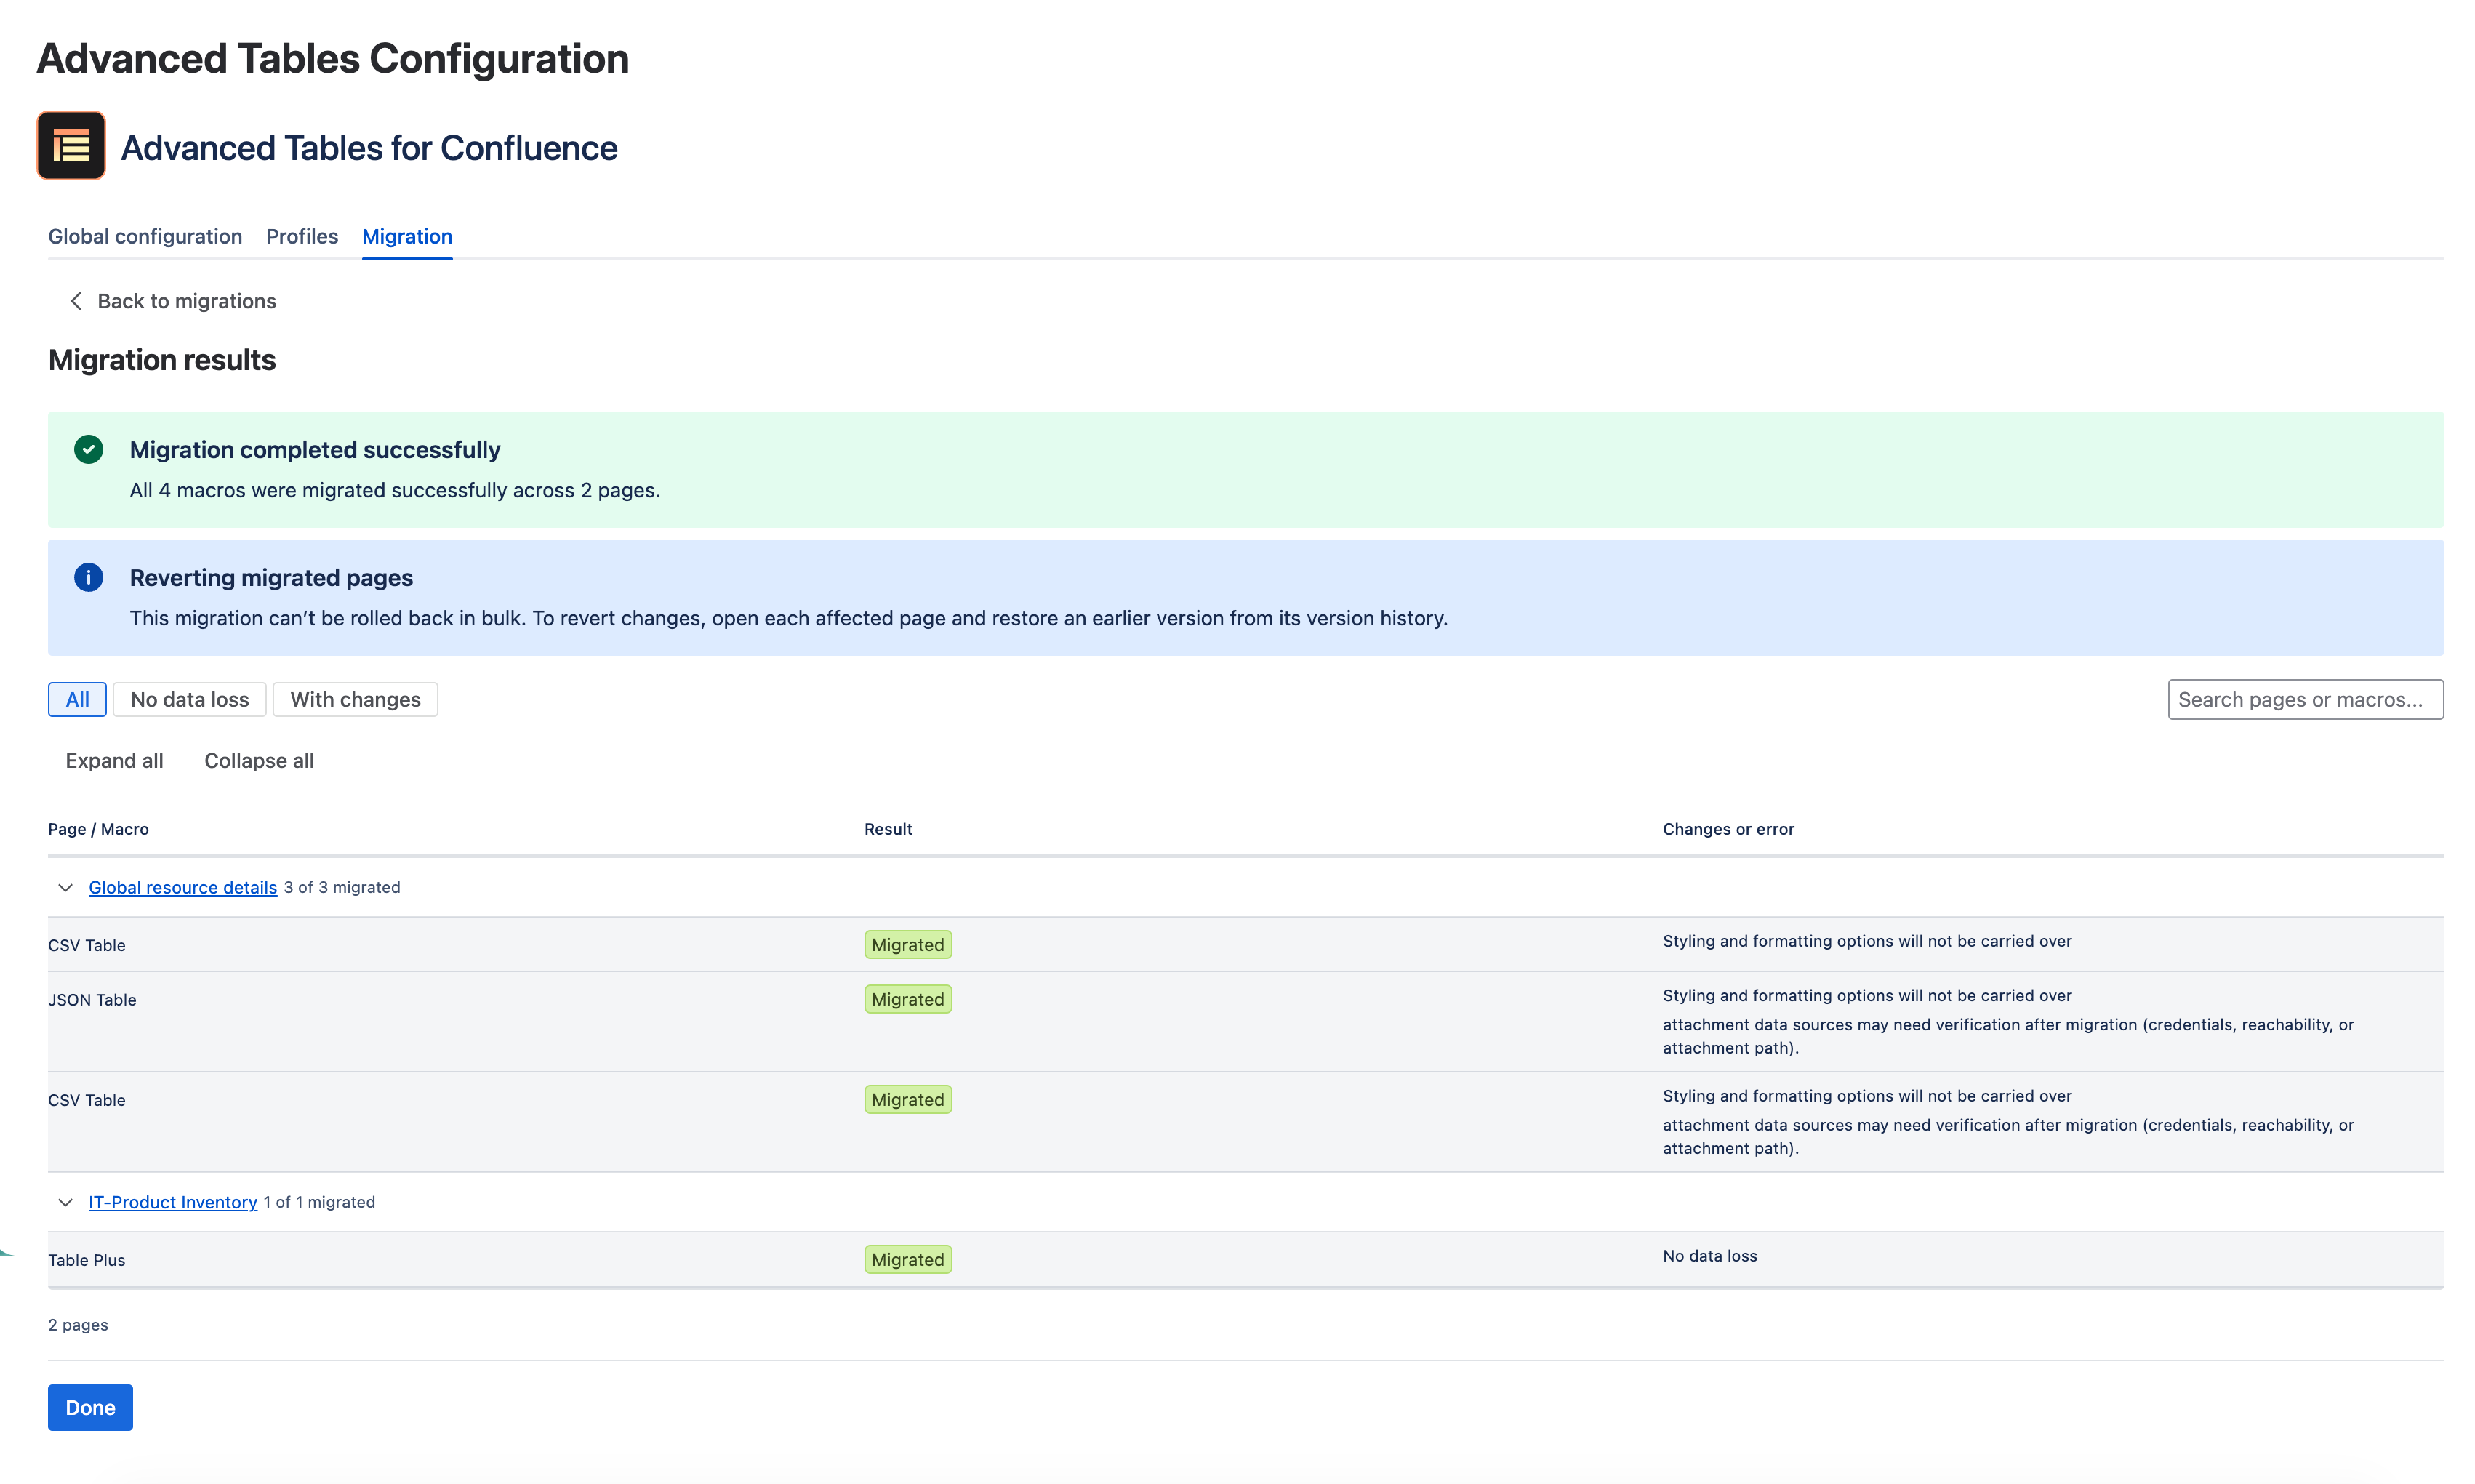 Advanced Tables Configuration
Advanced Tables for Confluence
Global configuration Profiles Migration
Back to migrations
Migration results
Migration completed successfully
All 4 macros were migrated successfully across 2 pages.
Reverting migrated pages
This migration can’t be rolled back in bulk. To revert changes, open each affected page and restore an earlier version from its version history.
All No data loss With changes Search pages or macros...
Expand all Collapse all
Page / Macro Result Changes or error
Global resource details 3 of 3 migrated
CSV Table Migrated Styling and formatting options will not be carried over
JSON Table Migrated Styling and formatting options will not be carried over
attachment data sources may need verification after migration (credentials, reachability, or
attachment path).
CSV Table Migrated Styling and formatting options will not be carried over
attachment data sources may need verification after migration (credentials, reachability, or
attachment path).
IT-Product Inventory 1 of 1 migrated
Table Plus Migrated No data loss
2 pages
Done